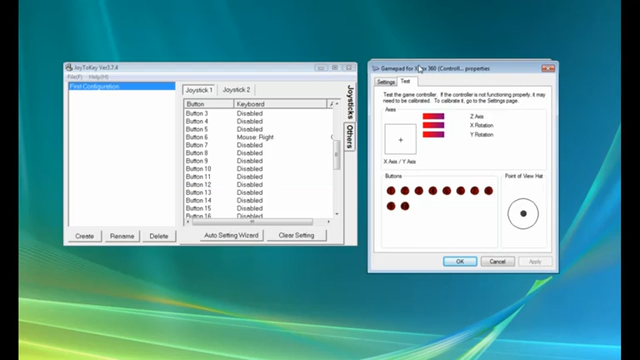 JoyToKey Ver3.7.4
File(F) Help(H)
First Configuration
Create
Rename
Delete
Joystick 1
Joystick 2
Button
Keyboard
Button 3 Disabled
Button 4 Disabled
Button 5 Disabled
Button 6 Mouse: Right
Button 7 Disabled
Button 8 Disabled
Button 9 Disabled
Button 10 Disabled
Button 11 Disabled
Button 12 Disabled
Button 13 Disabled
Button 14 Disabled
Button 15 Disabled
Button 16 Disabled
Auto Setting Wizard
Clear Setting
Joysticks
Others
Gamepad for Xbox 360 (Controll... properties
Settings
Test
Test the game controller. If the controller is not functioning properly, it may
need to be calibrated. To calibrate it, go to the Settings page.
Axes
Z Axis
X Rotation
Y Rotation
X Axis / Y Axis
Buttons
Point of View Hat
OK
Cancel
Apply